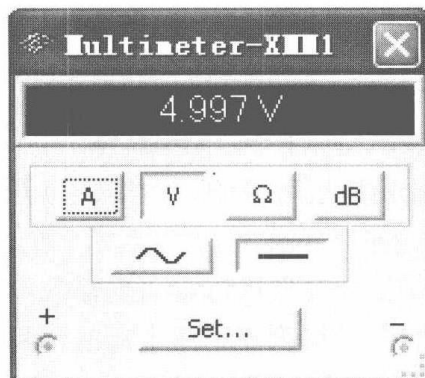 Multimeter-XMM1
4.997 V
A V Ω dB
+ Set... -